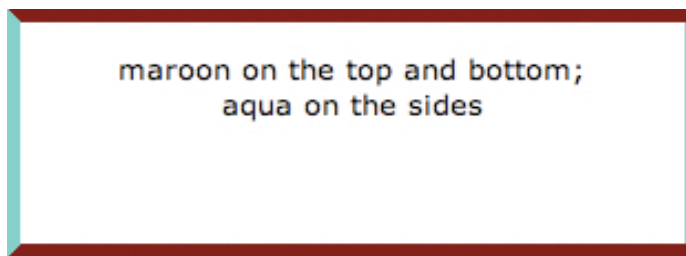 maroon on the top and bottom;
aqua on the sides